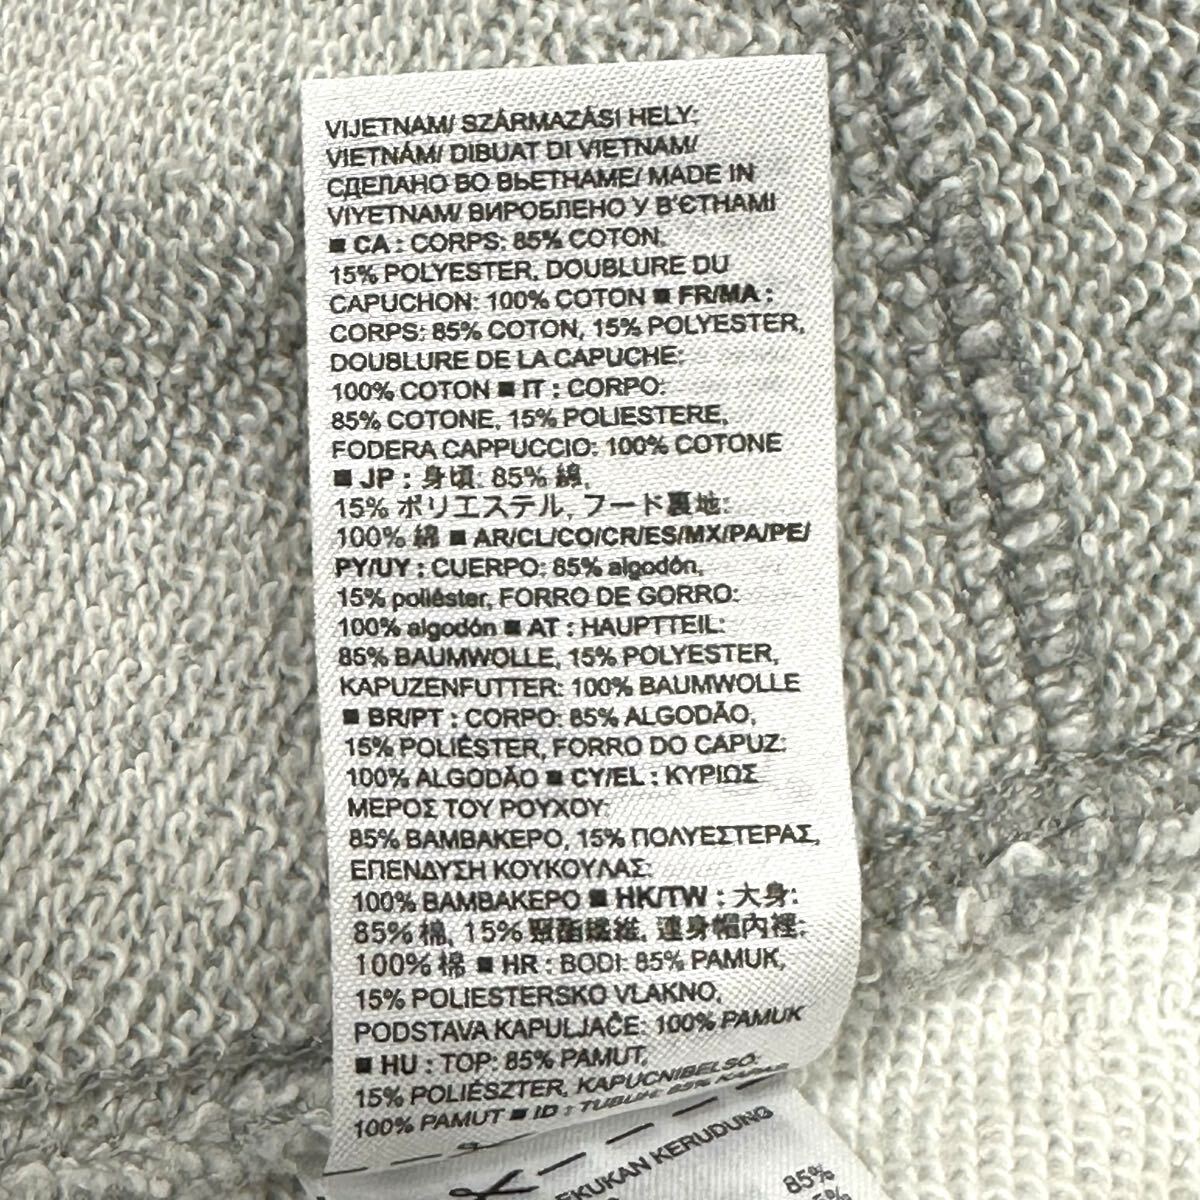 VIJETNAM/ SZÁRMAZÁSI HELY:
VIETNÁM/ DIBUAT DI VIETNAM/
СДЕЛАНО ВО ВЬЕТНАМЕ/ MADE IN
VIYETNAM/ ВИРОБЛЕНО У В'ЄТНАМІ
■ CA : CORPS: 85% COTON,
15% POLYESTER, DOUBLURE DU
CAPUCHON: 100% COTON ■ FR/MA :
CORPS: 85% COTON, 15% POLYESTER,
DOUBLURE DE LA CAPUCHE:
100% COTON ■ IT : CORPO:
85% COTONE, 15% POLIESTERE,
FODERA CAPPUCCIO: 100% COTONE
■ JP : 身頃: 85% 綿,
15% ポリエステル, フード裏地:
100% 綿 ■ AR/CL/CO/CR/ES/MX/PA/PE/
PY/UY : CUERPO: 85% algodón,
15% poliéster, FORRO DE GORRO:
100% algodón ■ AT : HAUPTTEIL:
85% BAUMWOLLE, 15% POLYESTER,
KAPUZENFUTTER: 100% BAUMWOLLE
■ BR/PT : CORPO: 85% ALGODÃO,
15% POLIÉSTER, FORRO DO CAPUZ:
100% ALGODÃO ■ CY/EL : ΚΥΡΙΩΣ
ΜΕΡΟΣ ΤΟΥ ΡΟΥΧΟΥ:
85% ΒΑΜΒΑΚΕΡΟ, 15% ΠΟΛΥΕΣΤΕΡΑΣ,
ΕΠΕΝΔΥΣΗ ΚΟΥΚΟΥΛΑΣ:
100% ΒΑΜΒΑΚΕΡΟ ■ HK/TW : 大身:
85% 棉, 15% 聚酯纖維, 連身帽內裡:
100% 棉 ■ HR : BODI: 85% PAMUK,
15% POLIESTERSKO VLAKNO,
PODSTAVA KAPULJAČE: 100% PAMUK
■ HU : TOP: 85% PAMUT,
15% POLIÉSZTER, KAPUCNIBELSŐ:
100% PAMUT ■ ID : TUBUH: 85% KAPAS
KERUDUNG
85%